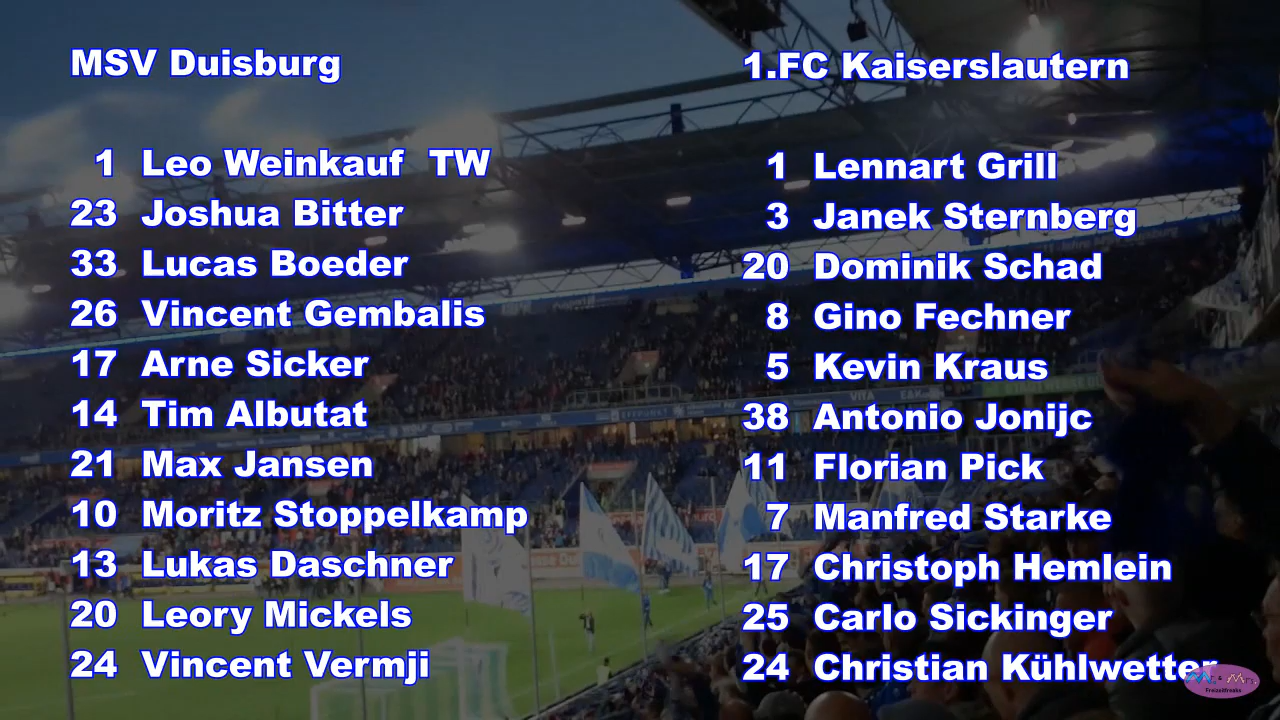 MSV Duisburg
1 Leo Weinkauf TW
23 Joshua Bitter
33 Lucas Boeder
26 Vincent Gembalis
17 Arne Sicker
14 Tim Albutat
21 Max Jansen
10 Moritz Stoppelkamp
13 Lukas Daschner
20 Leory Mickels
24 Vincent Vermji
1.FC Kaiserslautern
1 Lennart Grill
3 Janek Sternberg
20 Dominik Schad
8 Gino Fechner
5 Kevin Kraus
38 Antonio Jonijc
11 Florian Pick
7 Manfred Starke
17 Christoph Hemlein
25 Carlo Sickinger
24 Christian Kühlwetter
Freizeitfreaks